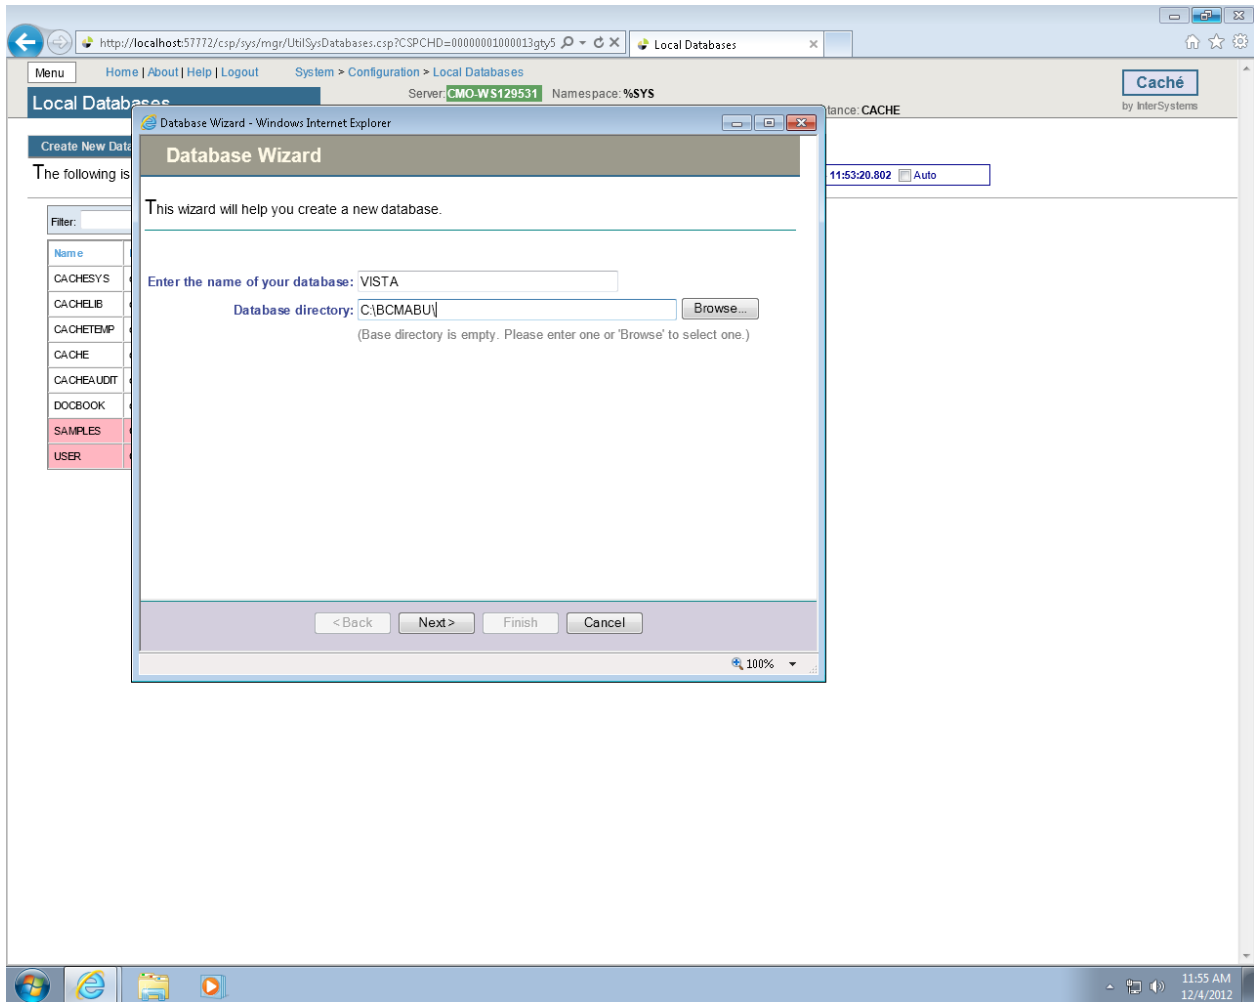 http://localhost:57772/csp/sys/mgr/UtilSysDatabases.csp?CSPCHD=00000001000013gty5
Local Databases
Menu Home | About | Help | Logout System > Configuration > Local Databases
Server: CMO-WS129531 Namespace: %SYS
Caché
by InterSystems
Local Databases
tance: CACHE
Database Wizard - Windows Internet Explorer
Create New Dat
Database Wizard
The following is
11:53:20.802 Auto
This wizard will help you create a new database.
Filter:
Name
CACHESYS
CACHELIB
CACHETEMP
CACHE
CACHEAUDIT
DOCBOOK
SAMPLES
USER
Enter the name of your database: VISTA
Database directory: C:\BCMABU\ Browse...
(Base directory is empty. Please enter one or 'Browse' to select one.)
<Back Next> Finish Cancel
100%
11:55 AM
12/4/2012